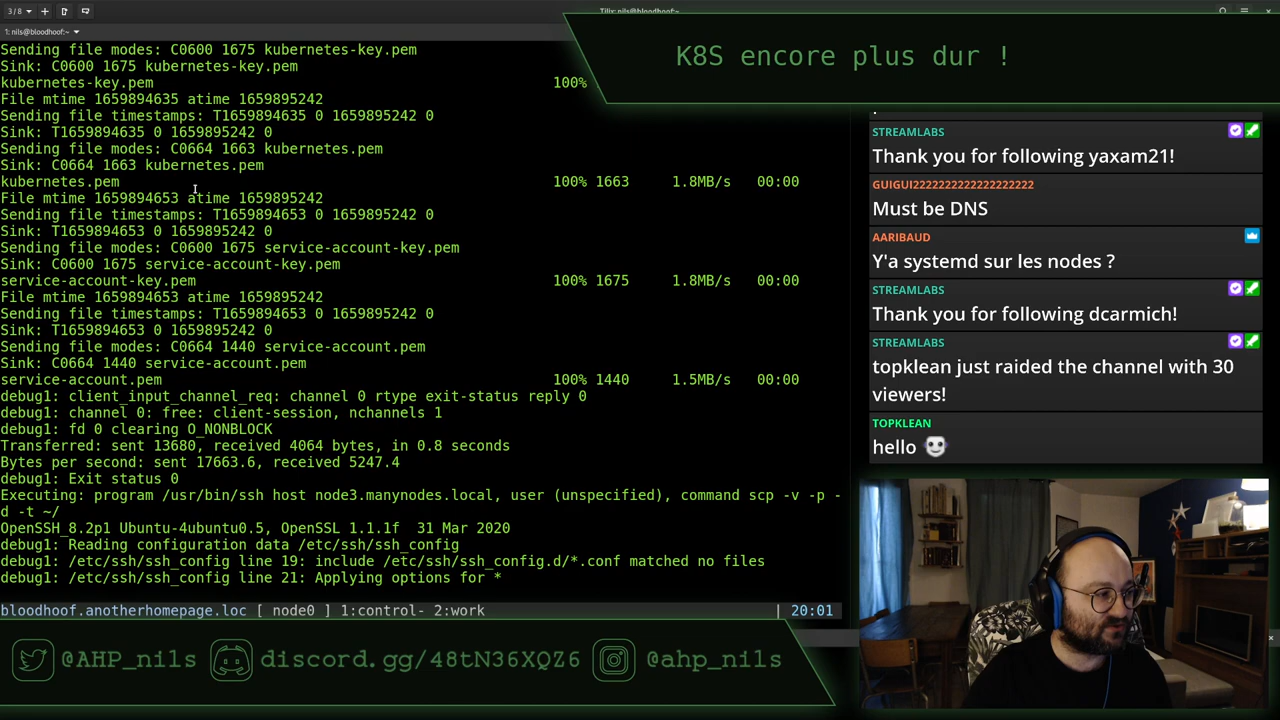 3/8
Tilix: nils@bloodhoof:~
1: nils@bloodhoof:~
K8S encore plus dur !
Sending file modes: C0600 1675 kubernetes-key.pem
Sink: C0600 1675 kubernetes-key.pem
kubernetes-key.pem 100%
File mtime 1659894635 atime 1659895242
Sending file timestamps: T1659894635 0 1659895242 0
Sink: T1659894635 0 1659895242 0
Sending file modes: C0664 1663 kubernetes.pem
Sink: C0664 1663 kubernetes.pem
kubernetes.pem 100% 1663 1.8MB/s 00:00
File mtime 1659894653 atime 1659895242
Sending file timestamps: T1659894653 0 1659895242 0
Sink: T1659894653 0 1659895242 0
Sending file modes: C0600 1675 service-account-key.pem
Sink: C0600 1675 service-account-key.pem
service-account-key.pem 100% 1675 1.8MB/s 00:00
File mtime 1659894653 atime 1659895242
Sending file timestamps: T1659894653 0 1659895242 0
Sink: T1659894653 0 1659895242 0
Sending file modes: C0664 1440 service-account.pem
Sink: C0664 1440 service-account.pem
service-account.pem 100% 1440 1.5MB/s 00:00
debug1: client_input_channel_req: channel 0 rtype exit-status reply 0
debug1: channel 0: free: client-session, nchannels 1
debug1: fd 0 clearing O_NONBLOCK
Transferred: sent 13680, received 4064 bytes, in 0.8 seconds
Bytes per second: sent 17663.6, received 5247.4
debug1: Exit status 0
Executing: program /usr/bin/ssh host node3.manynodes.local, user (unspecified), command scp -v -p -
d -t ~/
OpenSSH_8.2p1 Ubuntu-4ubuntu0.5, OpenSSL 1.1.1f  31 Mar 2020
debug1: Reading configuration data /etc/ssh/ssh_config
debug1: /etc/ssh/ssh_config line 19: include /etc/ssh/ssh_config.d/*.conf matched no files
debug1: /etc/ssh/ssh_config line 21: Applying options for *
bloodhoof.anotherhomepage.loc [ node0 ] 1:control- 2:work | 20:01
STREAMLABS
Thank you for following yaxam21!
GUIGUI2222222222222222222
Must be DNS
AARIBAUD
Y'a systemd sur les nodes ?
STREAMLABS
Thank you for following dcarmich!
STREAMLABS
topklean just raided the channel with 30
viewers!
TOPKLEAN
hello
@AHP_nils discord.gg/48tN36XQZ6 @ahp_nils